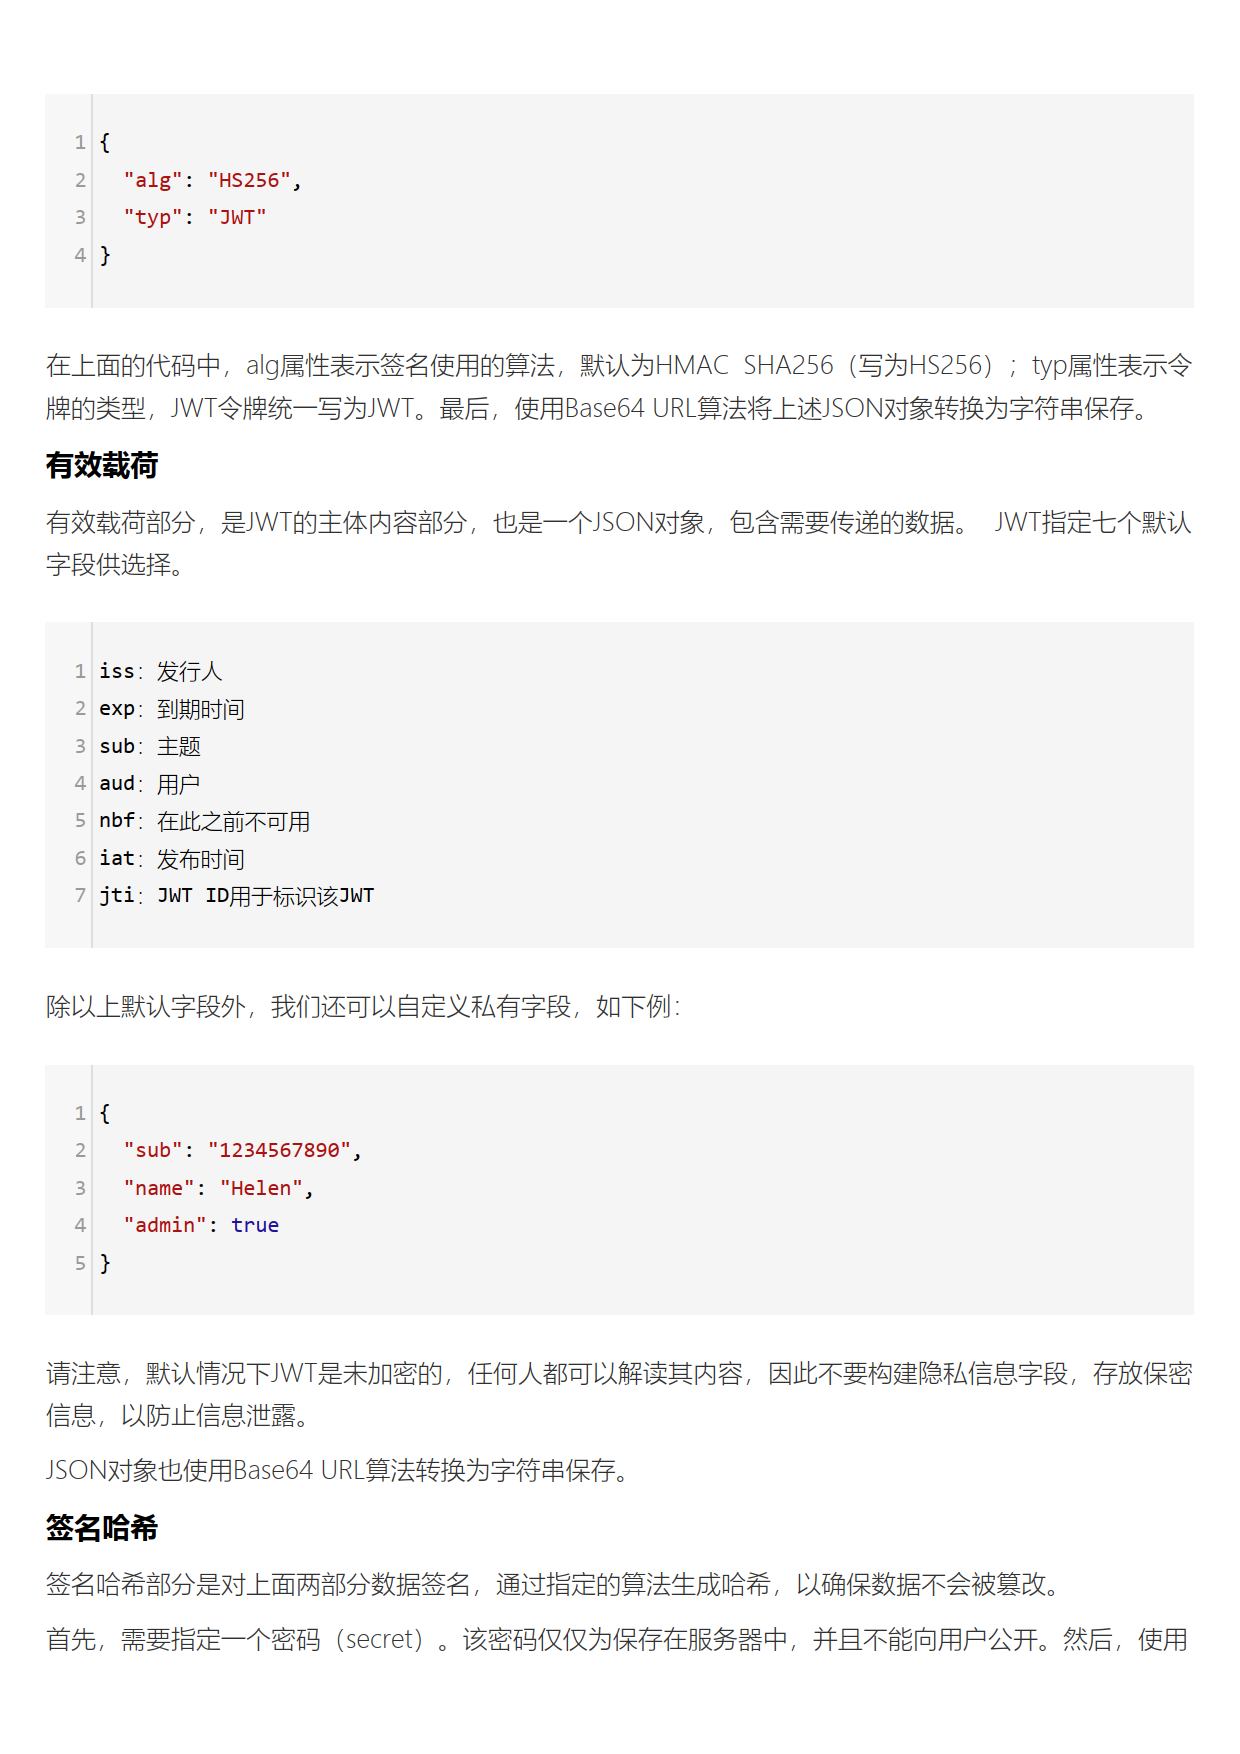 1 {
2   "alg": "HS256",
3   "typ": "JWT"
4 }
在上面的代码中，alg属性表示签名使用的算法，默认为HMAC SHA256（写为HS256）；typ属性表示令
牌的类型，JWT令牌统一写为JWT。最后，使用Base64 URL算法将上述JSON对象转换为字符串保存。
有效载荷
有效载荷部分，是JWT的主体内容部分，也是一个JSON对象，包含需要传递的数据。 JWT指定七个默认
字段供选择。
1 iss：发行人
2 exp：到期时间
3 sub：主题
4 aud：用户
5 nbf：在此之前不可用
6 iat：发布时间
7 jti：JWT ID用于标识该JWT
除以上默认字段外，我们还可以自定义私有字段，如下例：
1 {
2   "sub": "1234567890",
3   "name": "Helen",
4   "admin": true
5 }
请注意，默认情况下JWT是未加密的，任何人都可以解读其内容，因此不要构建隐私信息字段，存放保密
信息，以防止信息泄露。
JSON对象也使用Base64 URL算法转换为字符串保存。
签名哈希
签名哈希部分是对上面两部分数据签名，通过指定的算法生成哈希，以确保数据不会被篡改。
首先，需要指定一个密码（secret）。该密码仅仅为保存在服务器中，并且不能向用户公开。然后，使用